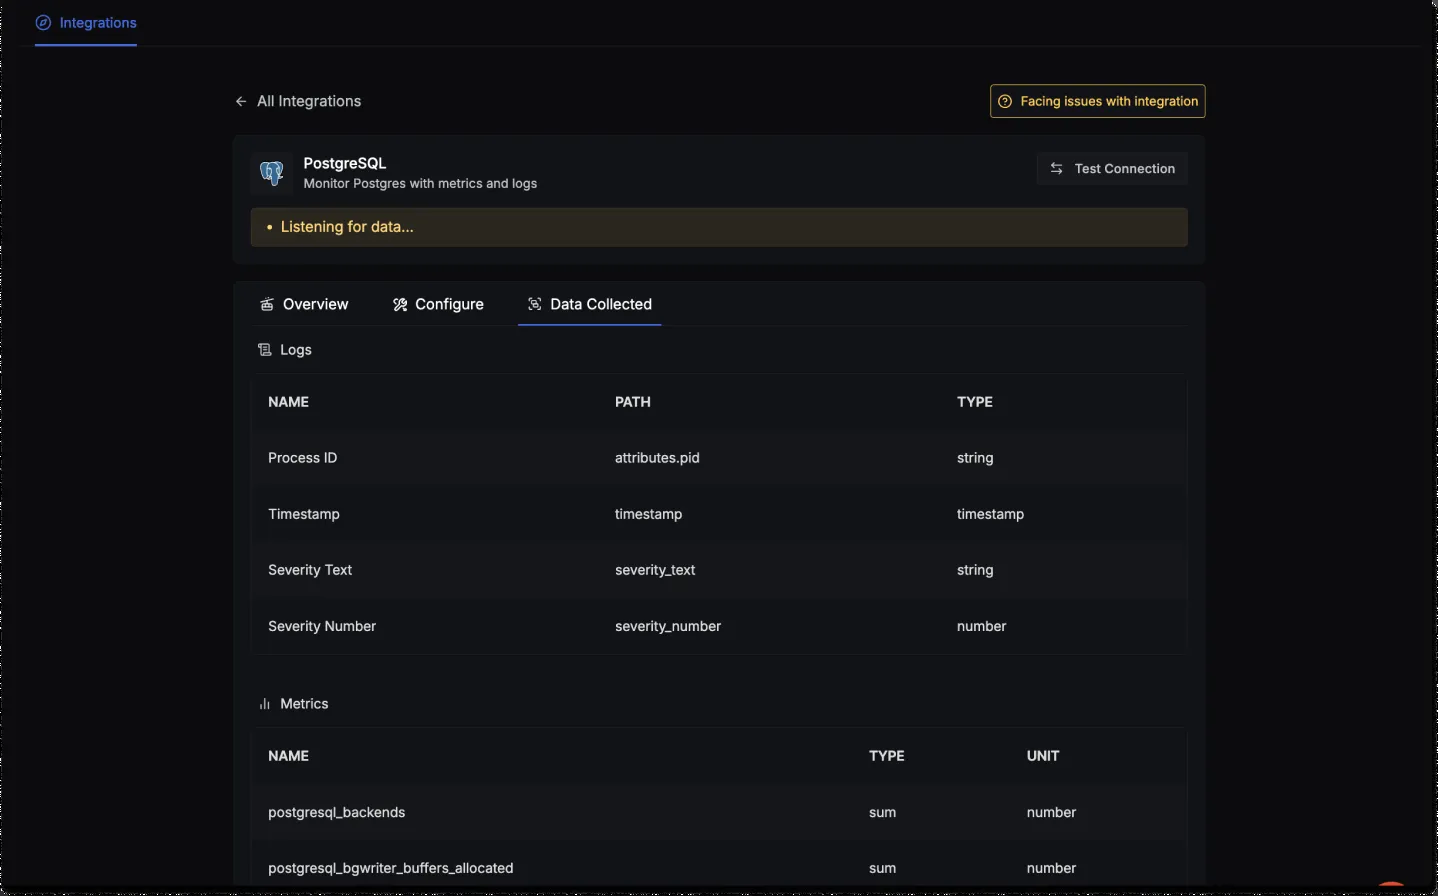 Integrations
All Integrations
Facing issues with integration
PostgreSQL
Monitor Postgres with metrics and logs
Test Connection
• Listening for data...
Overview Configure Data Collected
Logs
NAME PATH TYPE
Process ID attributes.pid string
Timestamp timestamp timestamp
Severity Text severity_text string
Severity Number severity_number number
Metrics
NAME TYPE UNIT
postgresql_backends sum number
postgresql_bgwriter_buffers_allocated sum number